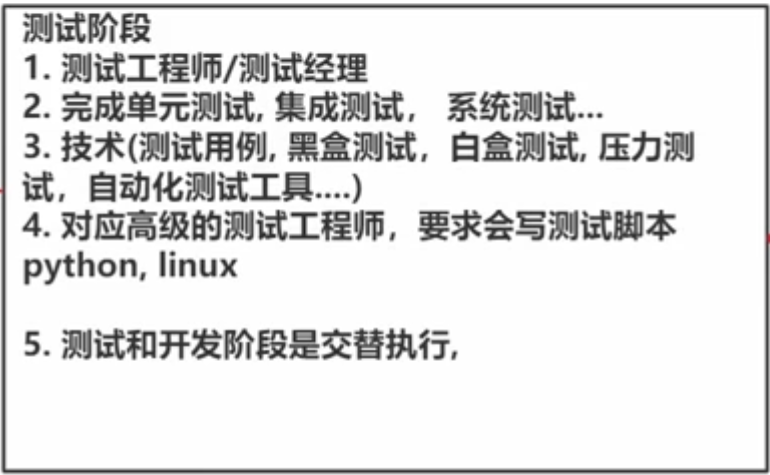 测试阶段
1. 测试工程师/测试经理
2. 完成单元测试, 集成测试， 系统测试...
3. 技术(测试用例, 黑盒测试，白盒测试, 压力测
试，自动化测试工具....)
4. 对应高级的测试工程师，要求会写测试脚本
python, linux
5. 测试和开发阶段是交替执行,